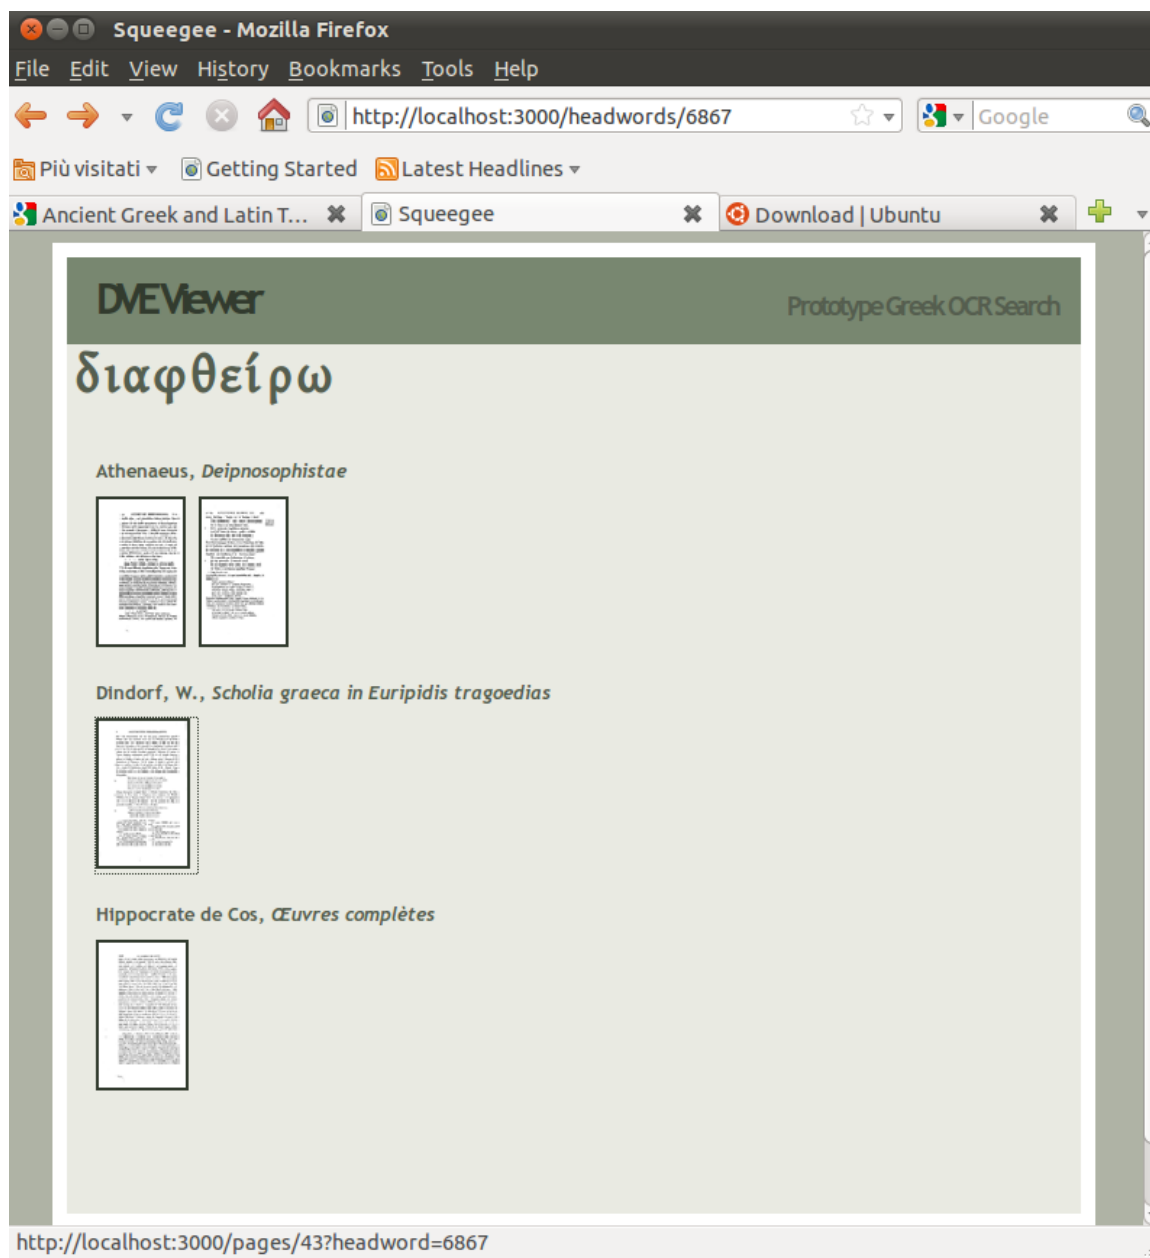 Squeegee - Mozilla Firefox
File Edit View History Bookmarks Tools Help
http://localhost:3000/headwords/6867 Google
Più visitati Getting Started Latest Headlines
Ancient Greek and Latin T... Squeegee Download | Ubuntu
DVE Viewer
Prototype Greek OCR Search
διαφθείρω
Athenaeus, Deipnosophistae
Dindorf, W., Scholia graeca in Euripidis tragoedias
Hippocrate de Cos, Œuvres complètes
http://localhost:3000/pages/43?headword=6867